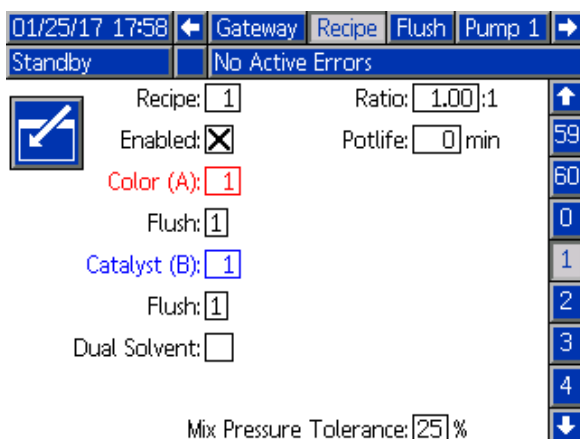 01/25/17 17:58 Gateway Recipe Flush Pump 1
Standby No Active Errors
Recipe: 1 Ratio: 1.00:1
Enabled: Potlife: 0 min
59
Color (A): 1
60
Flush: 1
0
Catalyst (B): 1
1
Flush: 1
2
Dual Solvent:
3
4
Mix Pressure Tolerance: 25 %